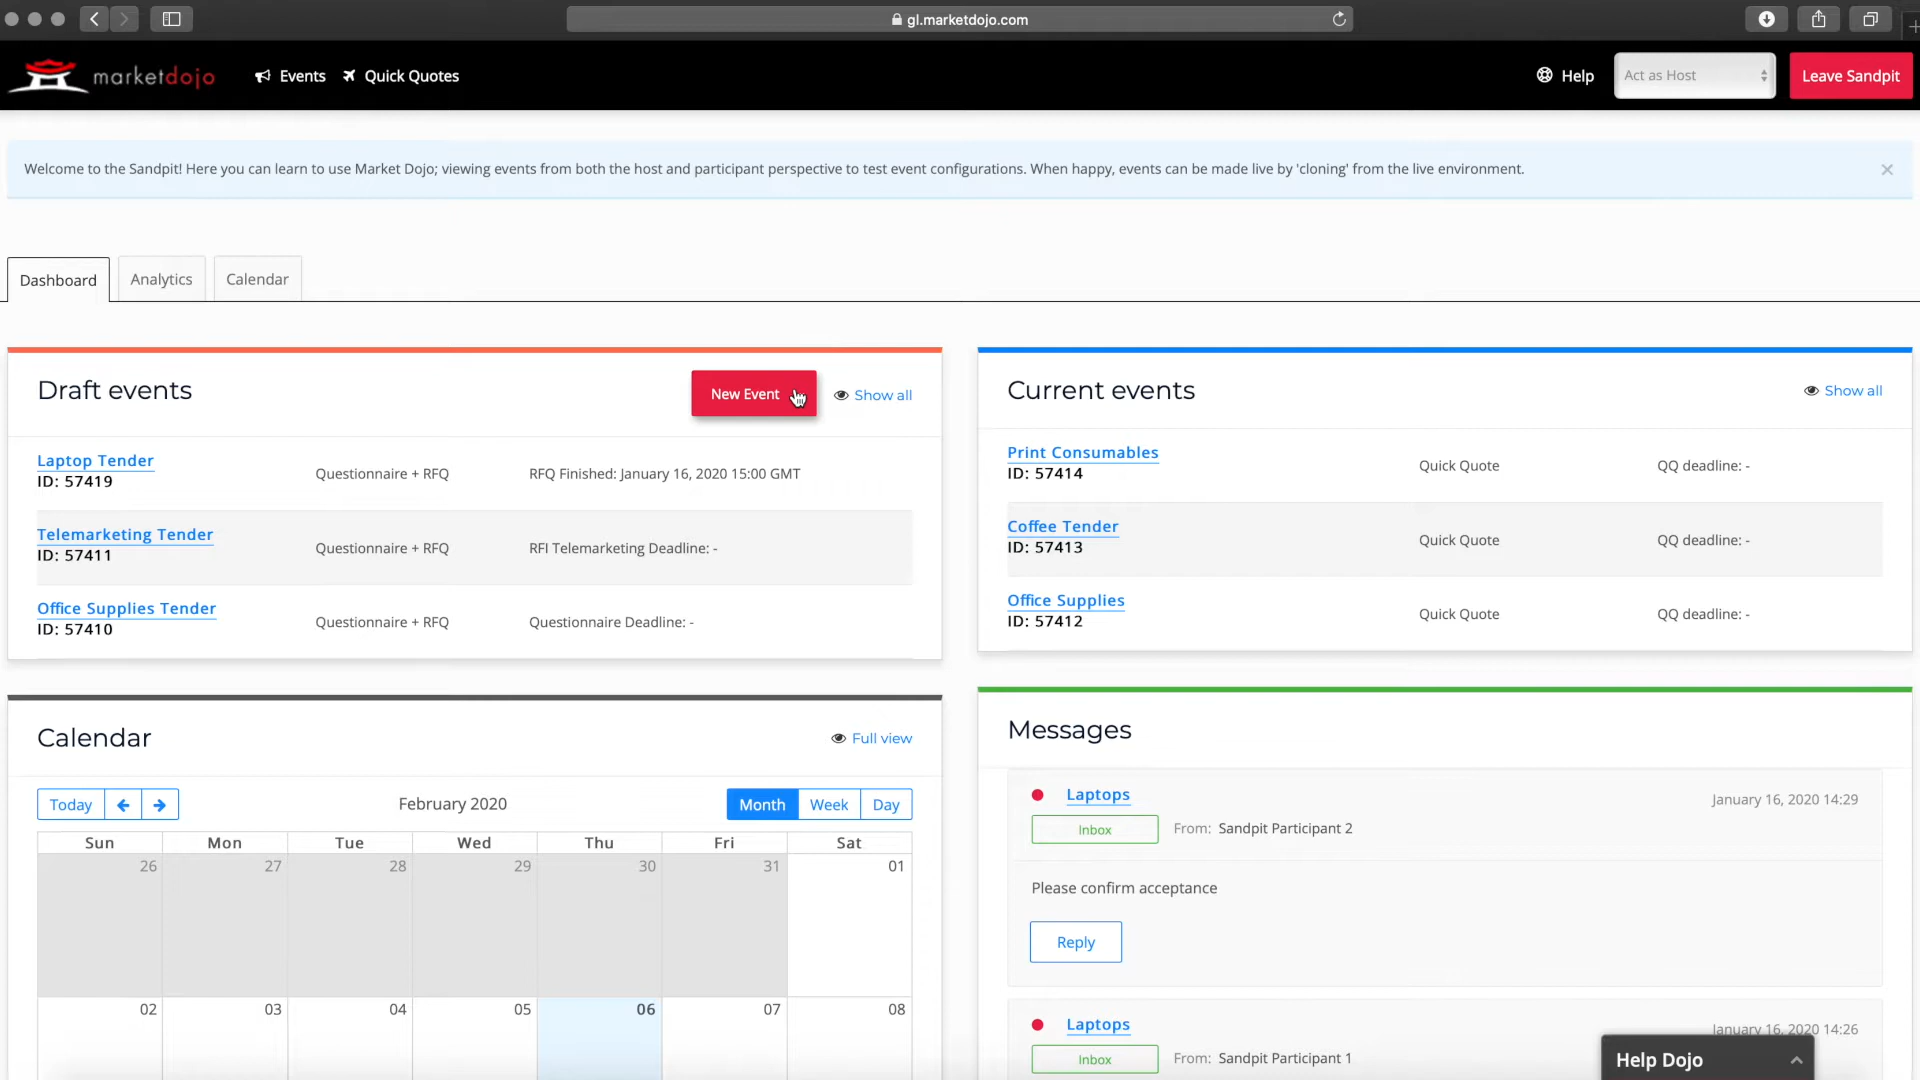 gl.marketdojo.com
marketdojo
Events
Quick Quotes
Help
Act as Host
Leave Sandpit
Welcome to the Sandpit! Here you can learn to use Market Dojo; viewing events from both the host and participant perspective to test event configurations. When happy, events can be made live by 'cloning' from the live environment.
Dashboard
Analytics
Calendar
Draft events
New Event
Show all
Laptop Tender
ID: 57419
Questionnaire + RFQ
RFQ Finished: January 16, 2020 15:00 GMT
Telemarketing Tender
ID: 57411
Questionnaire + RFQ
RFI Telemarketing Deadline: -
Office Supplies Tender
ID: 57410
Questionnaire + RFQ
Questionnaire Deadline: -
Current events
Show all
Print Consumables
ID: 57414
Quick Quote
QQ deadline: -
Coffee Tender
ID: 57413
Quick Quote
QQ deadline: -
Office Supplies
ID: 57412
Quick Quote
QQ deadline: -
Calendar
Full view
Today
February 2020
Month
Week
Day
Sun Mon Tue Wed Thu Fri Sat
26 27 28 29 30 31 01
02 03 04 05 06 07 08
Messages
Laptops
January 16, 2020 14:29
Inbox
From: Sandpit Participant 2
Please confirm acceptance
Reply
Laptops
January 16, 2020 14:26
Inbox
From: Sandpit Participant 1
Help Dojo